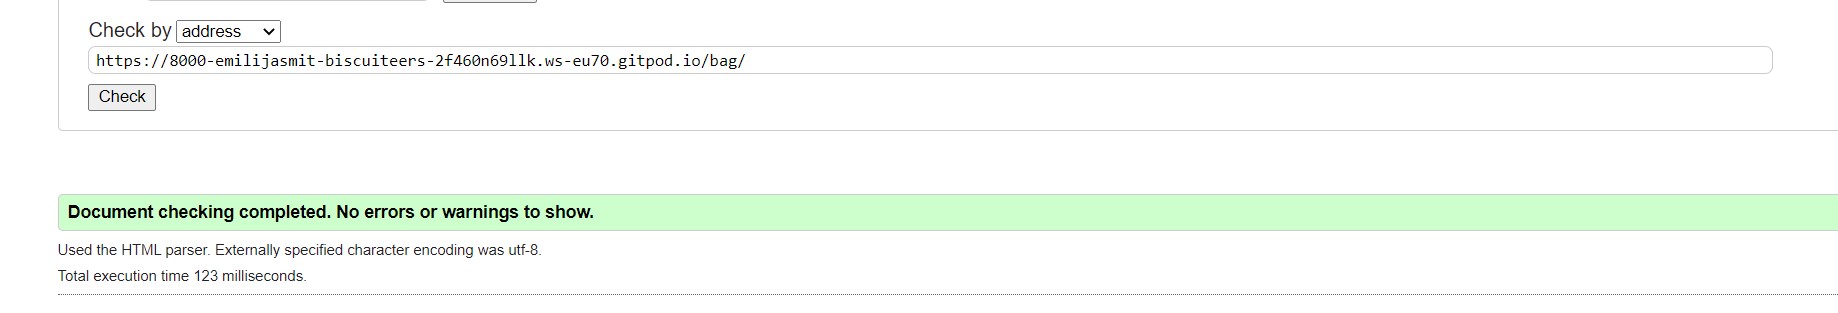 Check by address
https://8000-emilijasmit-biscuiteers-2f460n69llk.ws-eu70.gitpod.io/bag/
Check
Document checking completed. No errors or warnings to show.
Used the HTML parser. Externally specified character encoding was utf-8.
Total execution time 123 milliseconds.